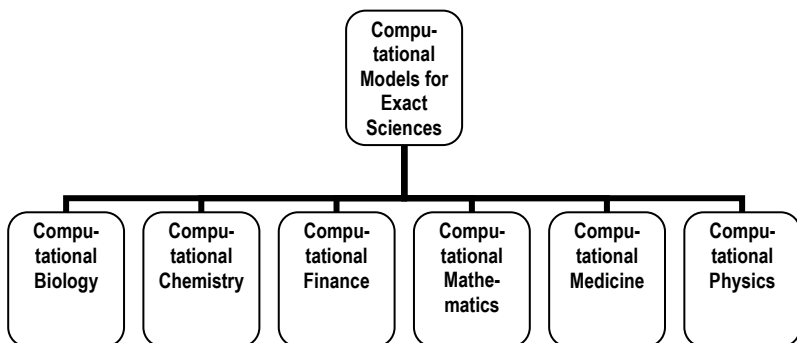 Compu-
tational
Models for
Exact
Sciences
Compu-
tational
Biology
Compu-
tational
Chemistry
Compu-
tational
Finance
Compu-
tational
Mathe-
matics
Compu-
tational
Medicine
Compu-
tational
Physics